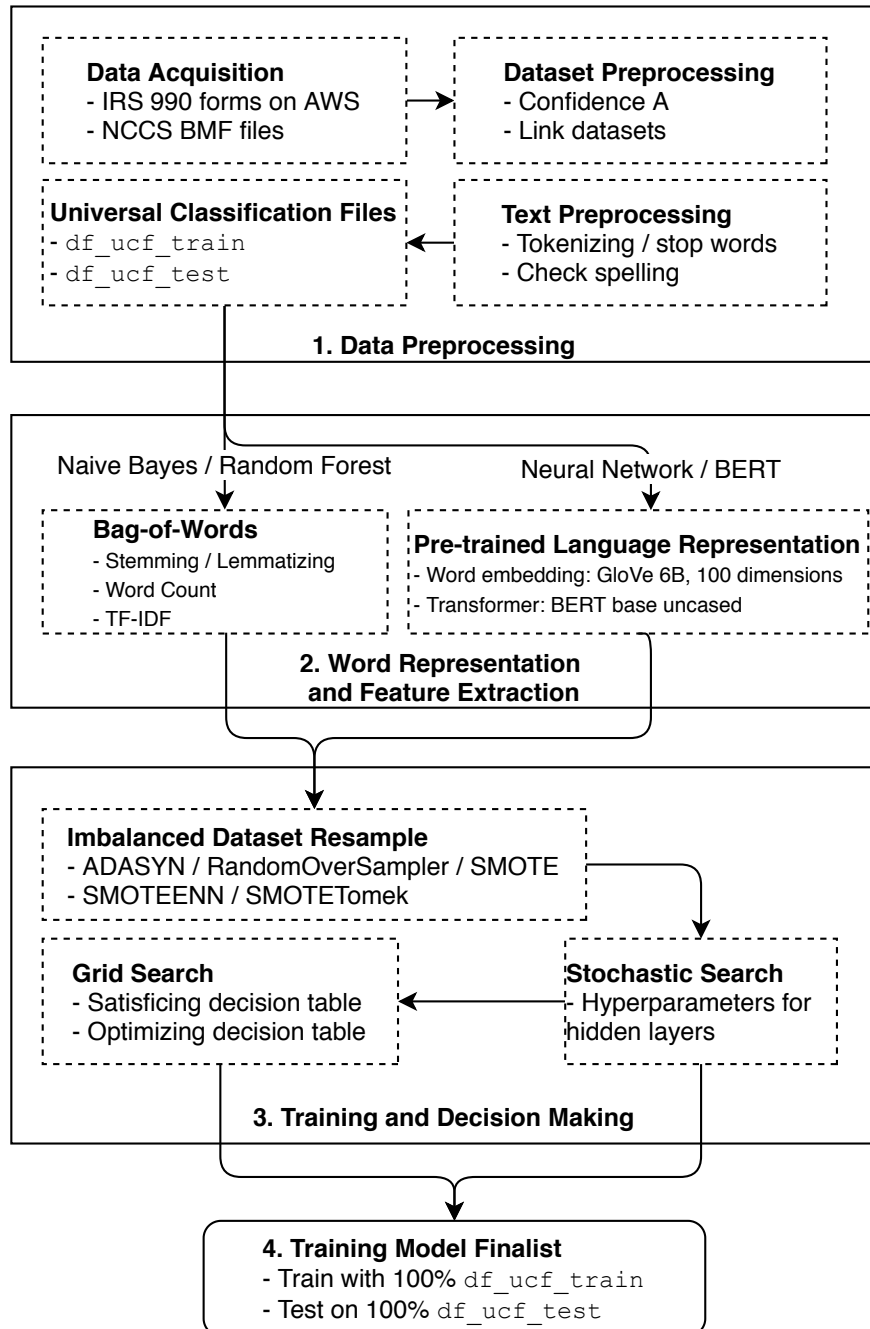 Data Acquisition
- IRS 990 forms on AWS
- NCCS BMF files
Dataset Preprocessing
- Confidence A
- Link datasets
Universal Classification Files
- df_ucf_train
- df_ucf_test
Text Preprocessing
- Tokenizing / stop words
- Check spelling
1. Data Preprocessing
Naive Bayes / Random Forest
Neural Network / BERT
Bag-of-Words
- Stemming / Lemmatizing
- Word Count
- TF-IDF
Pre-trained Language Representation
- Word embedding: GloVe 6B, 100 dimensions
- Transformer: BERT base uncased
2. Word Representation
and Feature Extraction
Imbalanced Dataset Resample
- ADASYN / RandomOverSampler / SMOTE
- SMOTEENN / SMOTETomek
Grid Search
- Satisficing decision table
- Optimizing decision table
Stochastic Search
- Hyperparameters for
hidden layers
3. Training and Decision Making
4. Training Model Finalist
- Train with 100% df_ucf_train
- Test on 100% df_ucf_test